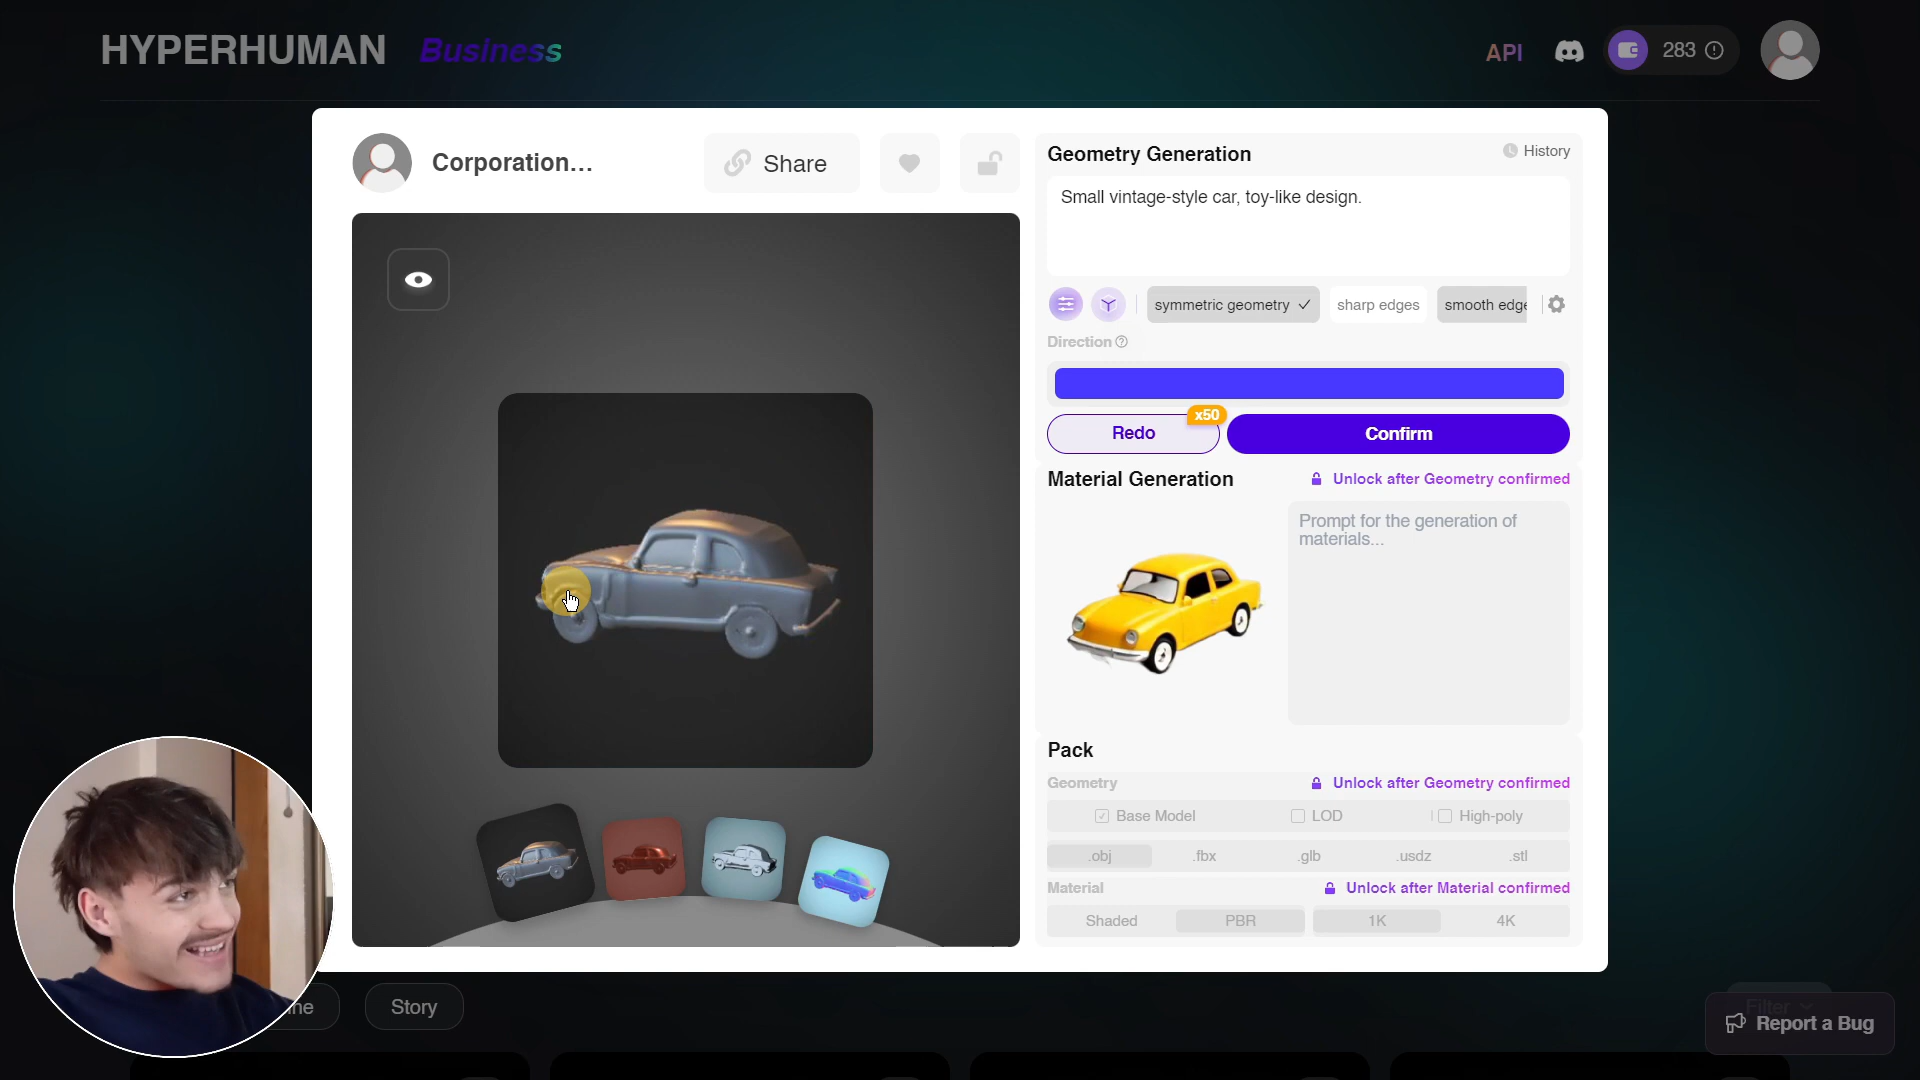 HYPERHUMAN Business
API
283
Corporation...
Share
Geometry Generation
History
Small vintage-style car, toy-like design.
symmetric geometry
sharp edges
smooth edge
Direction
x50
Redo
Confirm
Material Generation
Unlock after Geometry confirmed
Prompt for the generation of
materials...
Pack
Geometry
Unlock after Geometry confirmed
Base Model
LOD
High-poly
.obj
.fbx
.glb
.usdz
.stl
Material
Unlock after Material confirmed
Shaded
PBR
1K
4K
Story
Filter
Report a Bug